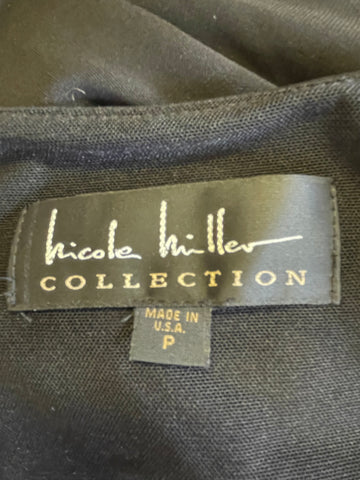 Nicole Miller
COLLECTION
MADE IN
U.S.A.
P